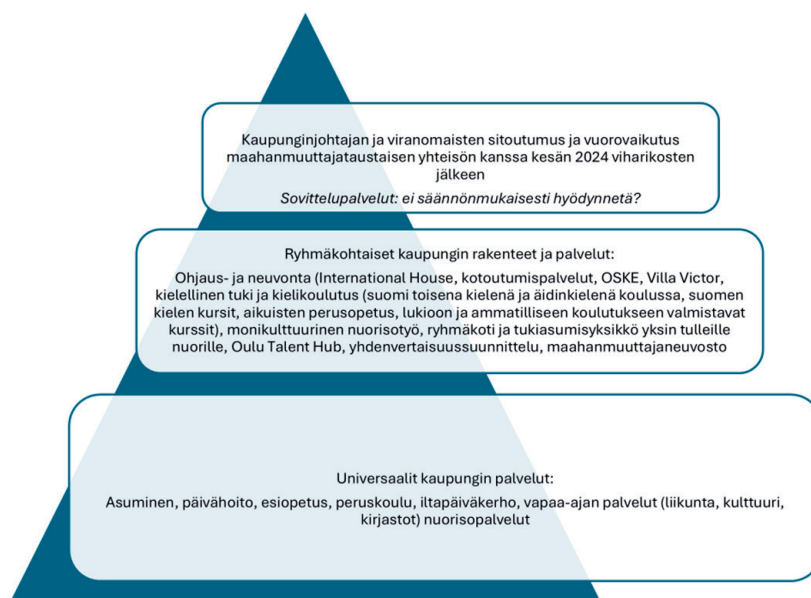 Kaupunginjohtajan ja viranomaisten sitoutumus ja vuorovaikutus
maahanmuuttajataustaisen yhteisön kanssa kesän 2024 viharikosten
jälkeen
Sovittelupalvelut: ei säännönmukaisesti hyödynnetä?
Ryhmäkohtaiset kaupungin rakenteet ja palvelut:
Ohjaus- ja neuvonta (International House, kotoutumispalvelut, OSKE, Villa Victor,
kielellinen tuki ja kielikoulutus (suomi toisena kielenä ja äidinkielenä koulussa, suomen
kielen kursit, aikuisten perusopetus, lukioon ja ammatilliseen koulutukseen valmistavat
kurssit), monikulttuurinen nuorisotyö, ryhmäkoti ja tukiasumisyksikkö yksin tulleille
nuorille, Oulu Talent Hub, yhdenvertaisuussuunnittelu, maahanmuuttajaneuvosto
Universaalit kaupungin palvelut:
Asuminen, päivähoito, esiopetus, peruskoulu, iltapäiväkerho, vapaa-ajan palvelut (liikunta, kulttuuri,
kirjastot) nuorisopalvelut